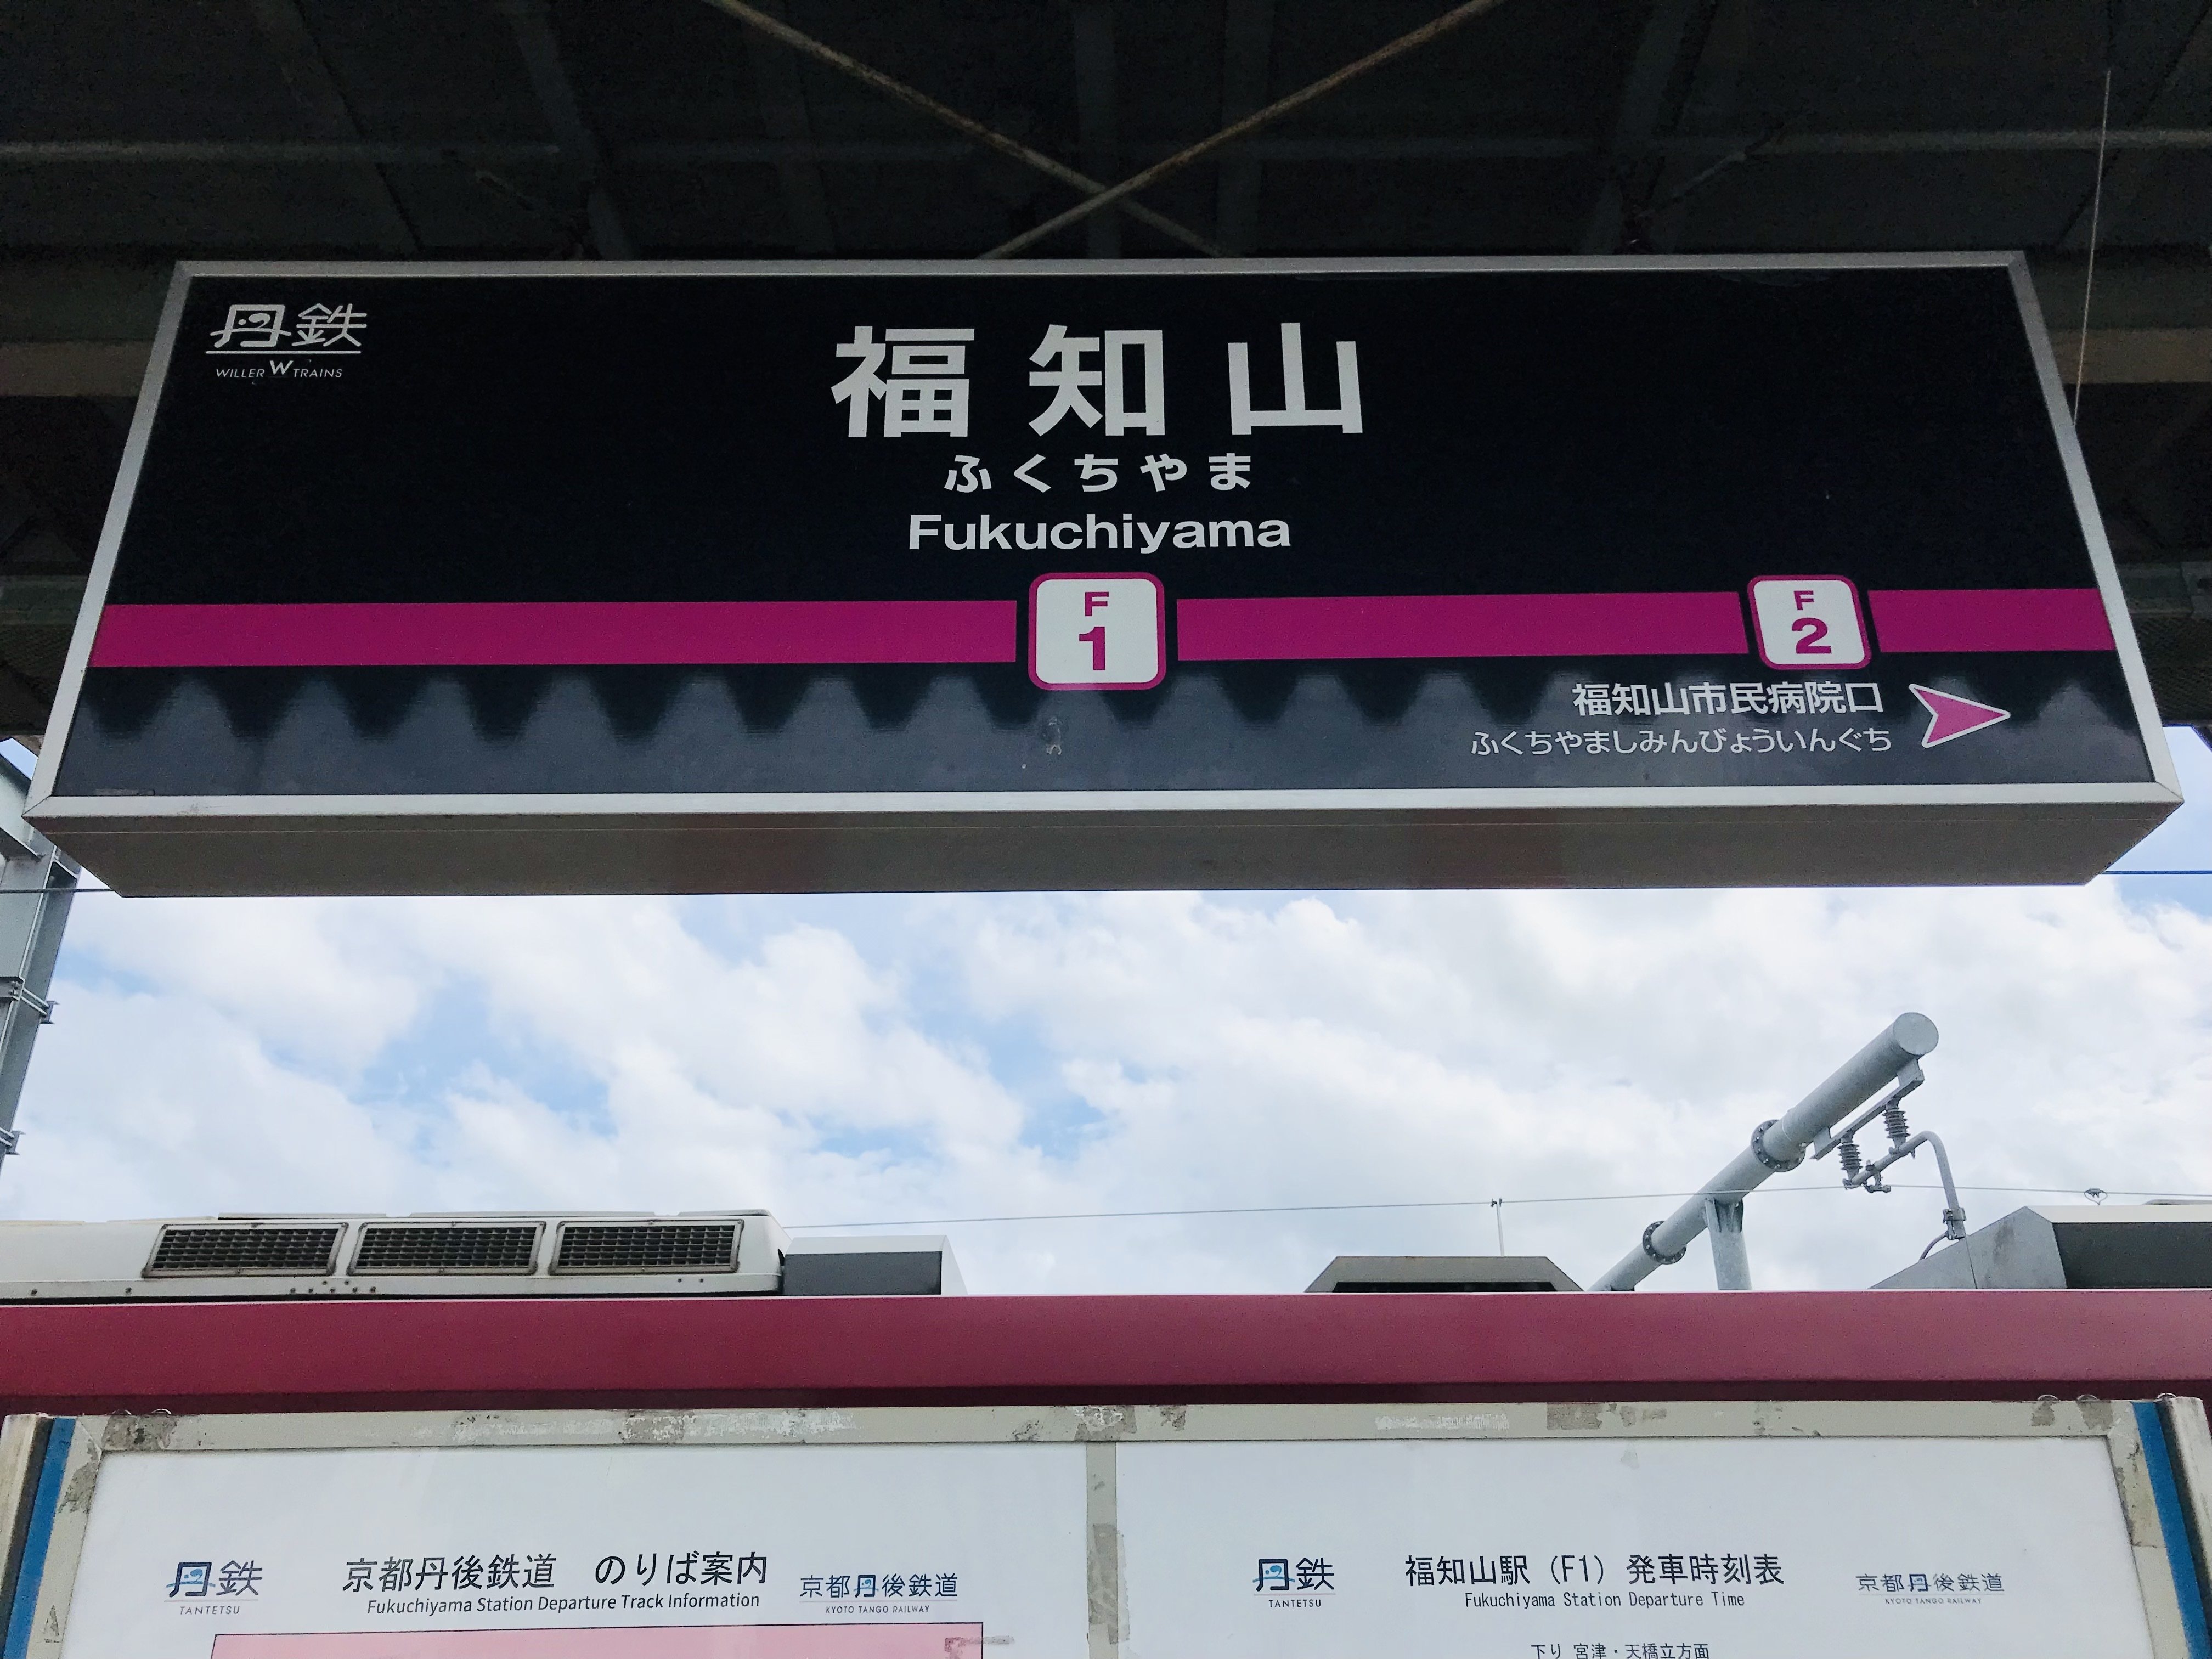 丹鉄
WILLER W TRAINS
福知山
ふくちやま
Fukuchiyama
F
1
F
2
福知山市民病院口
ふくちやましみんびょういんぐち
丹鉄
TANTETSU
京都丹後鉄道 のりば案内
Fukuchiyama Station Departure Track Information
京都丹後鉄道
KYOTO TANGO RAILWAY
丹鉄
TANTETSU
福知山駅（F1）発車時刻表
Fukuchiyama Station Departure Time
京都丹後鉄道
KYOTO TANGO RAILWAY
下り 宮津・天橋立方面